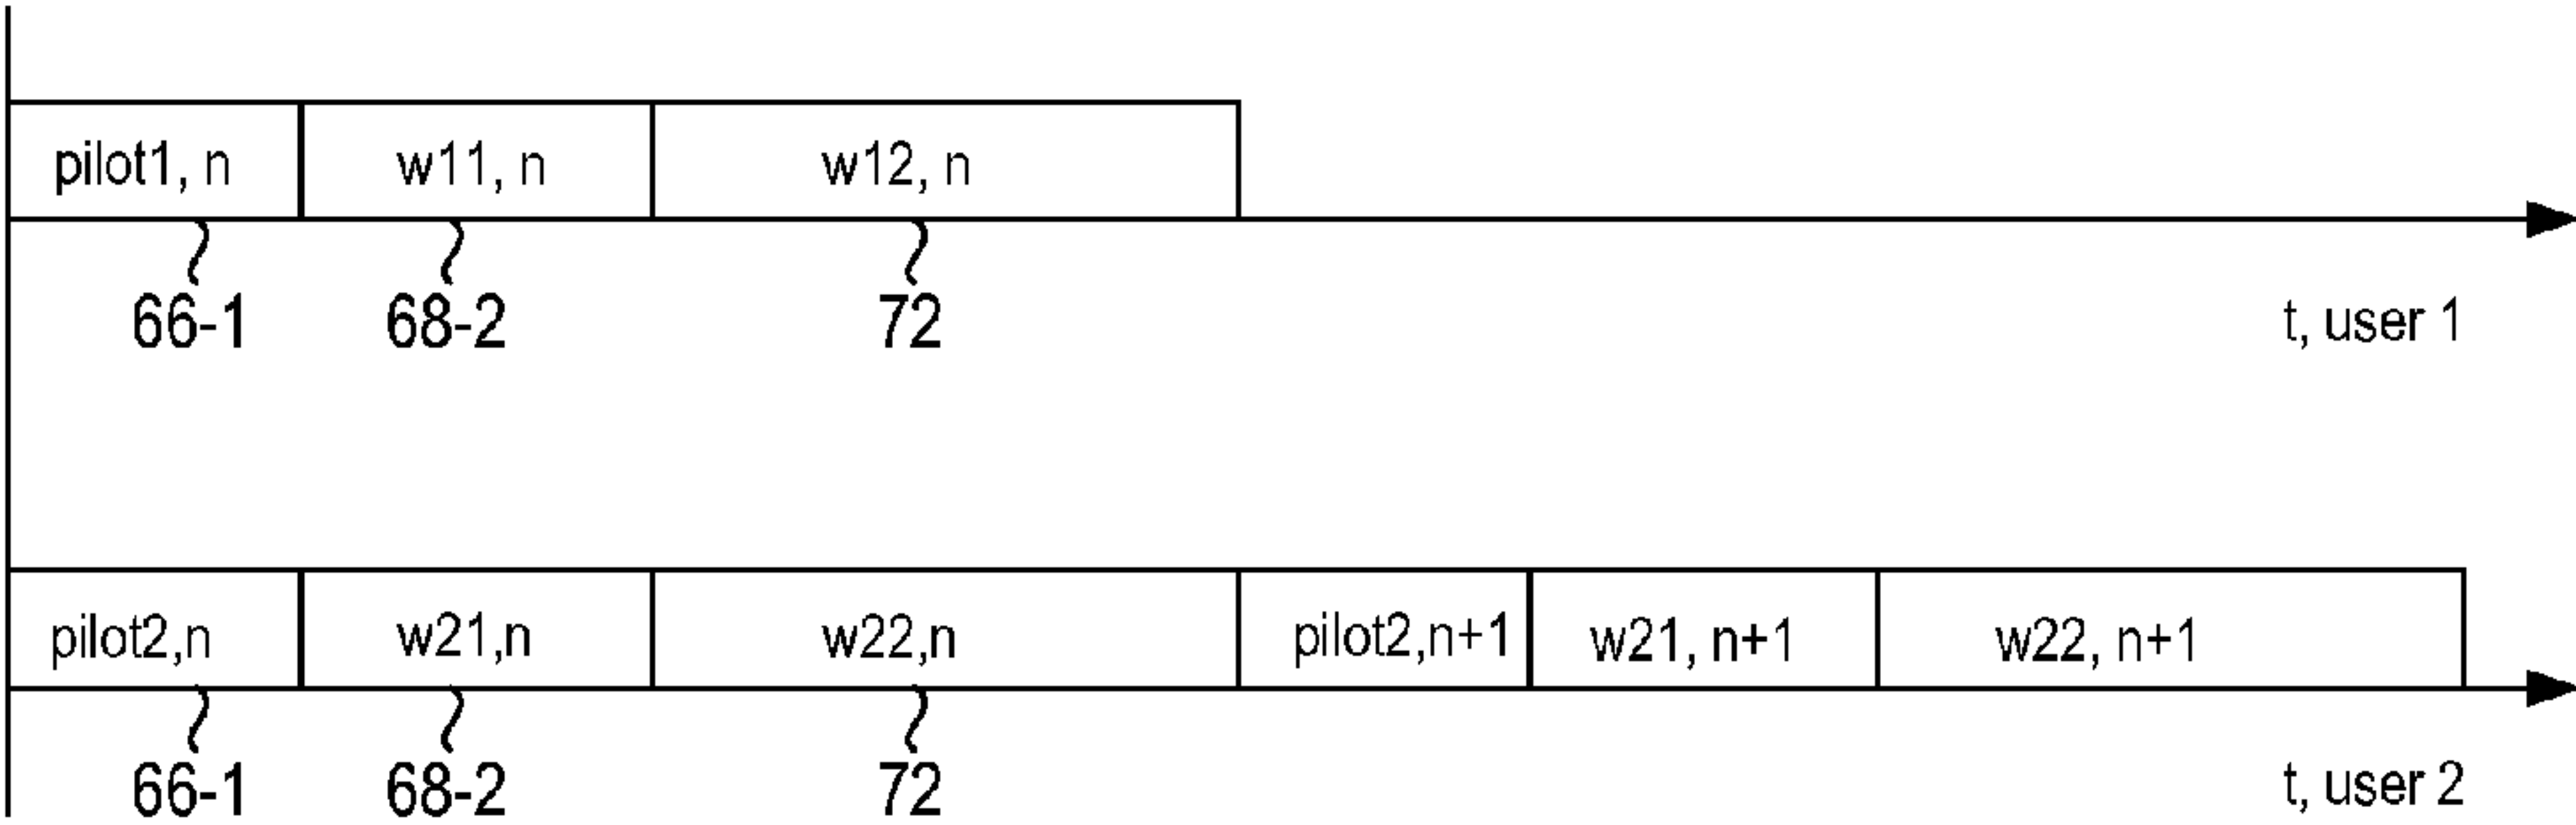 pilot1, n w11, n w12, n
66-1 68-2 72
t, user 1
pilot2,n w21,n w22,n pilot2,n+1 w21, n+1 w22, n+1
66-1 68-2 72
t, user 2